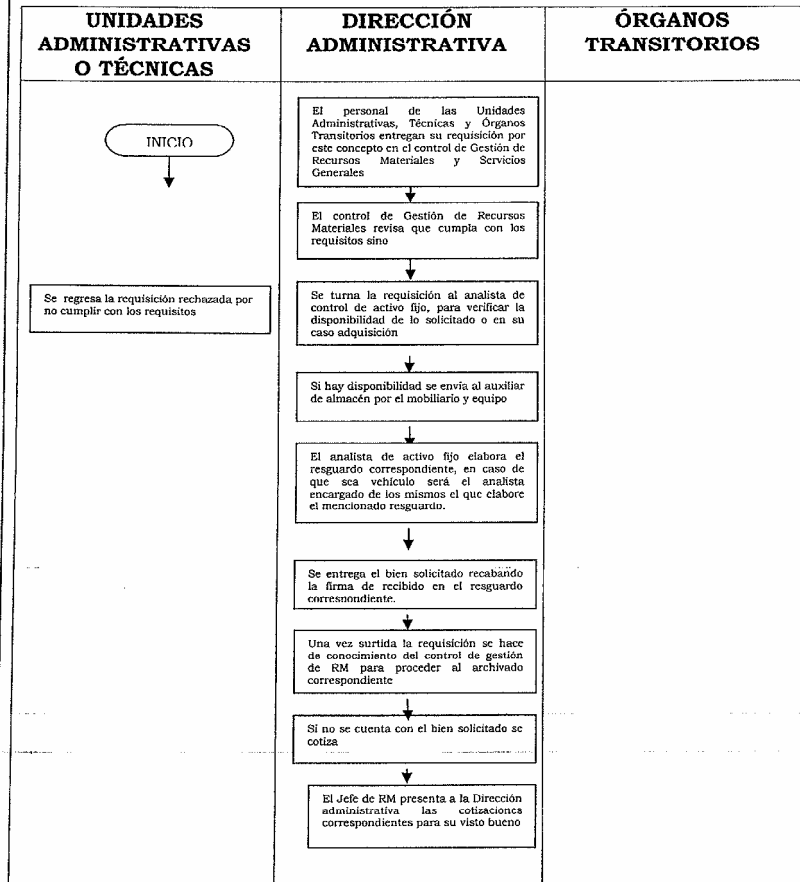 UNIDADES
ADMINISTRATIVAS
O TÉCNICAS
DIRECCIÓN
ADMINISTRATIVA
ÓRGANOS
TRANSITORIOS
INICIO
El personal de las Unidades
Administrativas, Técnicas y Órganos
Transitorios entregan su requisición por
este concepto en el control de Gestión de
Recursos Materiales y Servicios
Generales
El control de Gestión de Recursos
Materiales revisa que cumpla con los
requisitos sino
Se regresa la requisición rechazada por
no cumplir con los requisitos
Se turna la requisición al analista de
control de activo fijo, para verificar la
disponibilidad de lo solicitado o en su
caso adquisición
Si hay disponibilidad se envía al auxiliar
de almacén por el mobiliario y equipo
El analista de activo fijo elabora el
resguardo correspondiente, en caso de
que sea vehículo será el analista
encargado de los mismos el que elabore
el mencionado resguardo.
Se entrega el bien solicitado recabando
la firma de recibido en el resguardo
correspondiente.
Una vez surtida la requisición se hace
de conocimiento del control de gestión
de RM para proceder al archivado
correspondiente
Si no se cuenta con el bien solicitado se
cotiza
El Jefe de RM presenta a la Dirección
administrativa las cotizaciones
correspondientes para su visto bueno